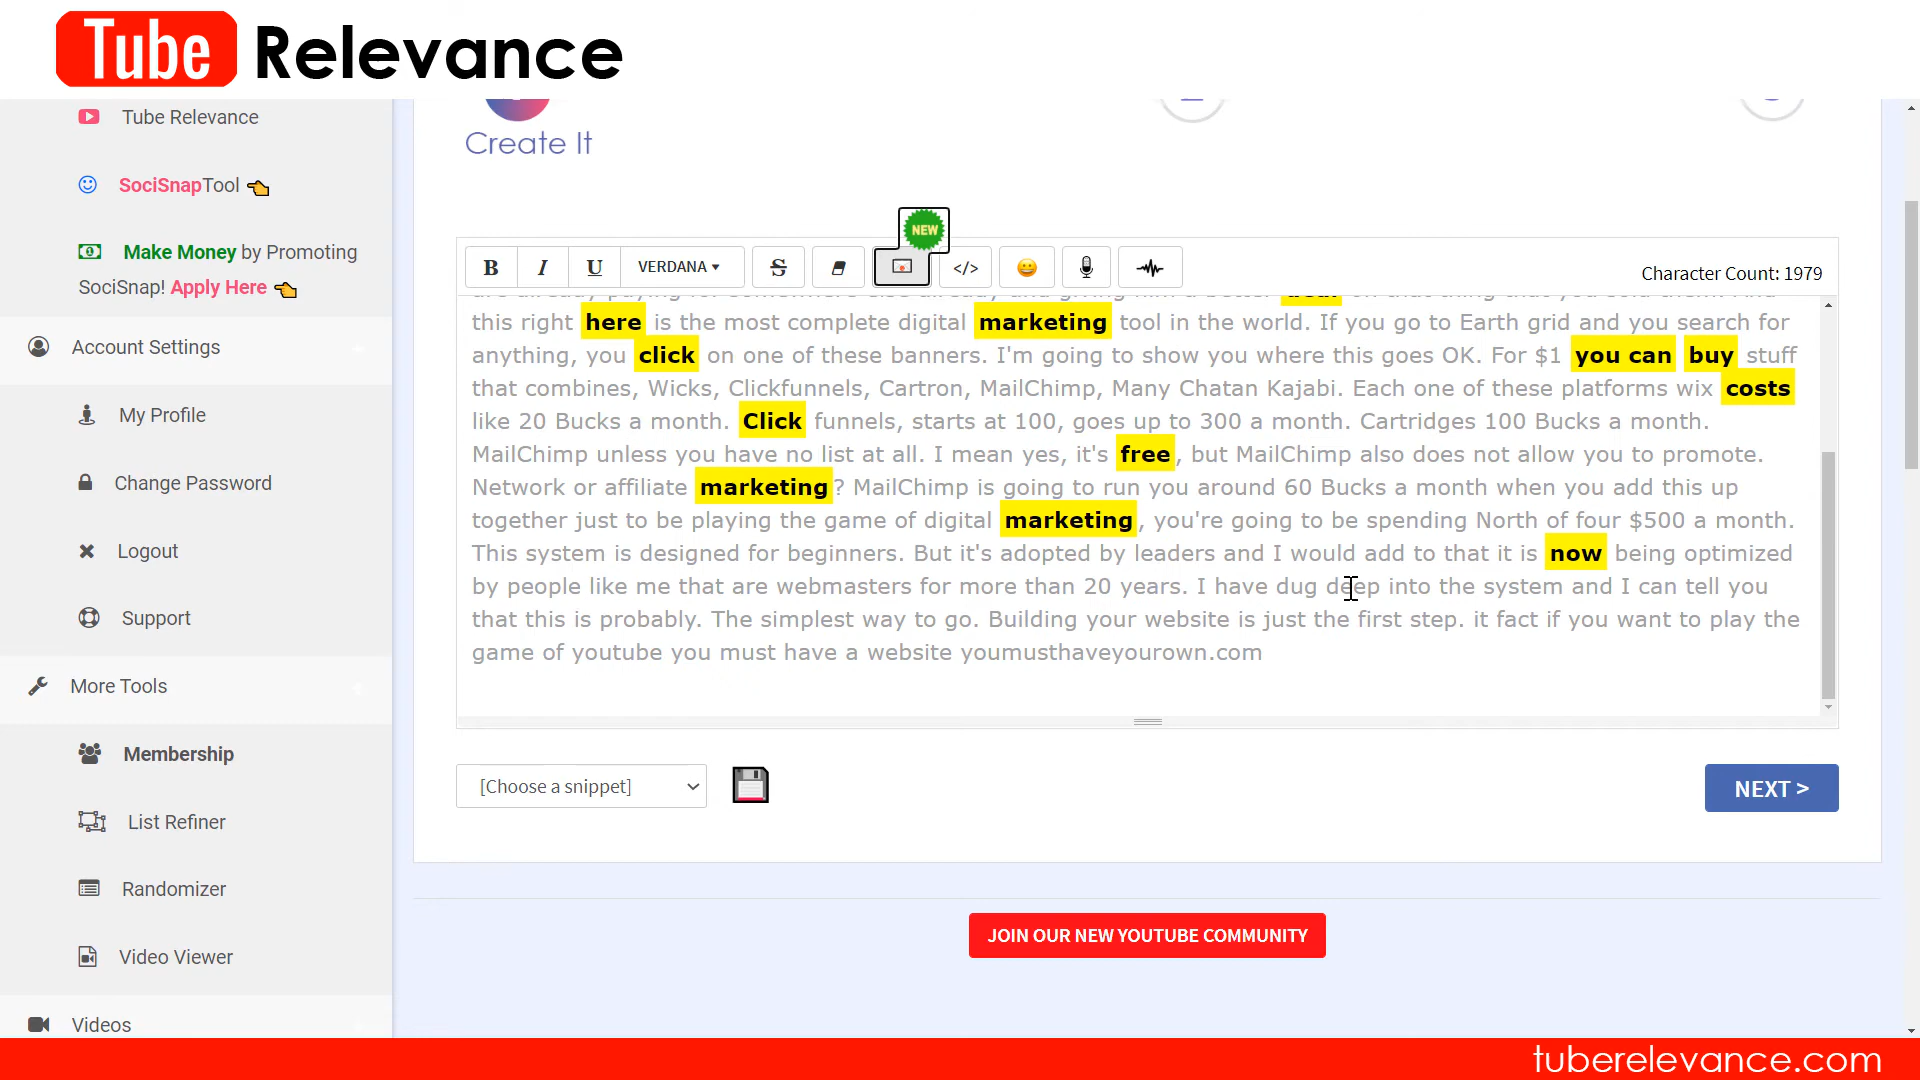 Tube Relevance
Tube Relevance
SociSnapTool
Make Money by Promoting
SociSnap! Apply Here
Account Settings
My Profile
Change Password
Logout
Support
More Tools
Membership
List Refiner
Randomizer
Video Viewer
Videos
Create It
NEW
B I U VERDANA S </>
Character Count: 1979
this right here is the most complete digital marketing tool in the world. If you go to Earth grid and you search for
anything, you click on one of these banners. I'm going to show you where this goes OK. For $1 you can buy stuff
that combines, Wicks, Clickfunnels, Cartron, MailChimp, Many Chatan Kajabi. Each one of these platforms wix costs
like 20 Bucks a month. Click funnels, starts at 100, goes up to 300 a month. Cartridges 100 Bucks a month.
MailChimp unless you have no list at all. I mean yes, it's free, but MailChimp also does not allow you to promote.
Network or affiliate marketing? MailChimp is going to run you around 60 Bucks a month when you add this up
together just to be playing the game of digital marketing, you're going to be spending North of four $500 a month.
This system is designed for beginners. But it's adopted by leaders and I would add to that it is now being optimized
by people like me that are webmasters for more than 20 years. I have dug deep into the system and I can tell you
that this is probably. The simplest way to go. Building your website is just the first step. it fact if you want to play the
game of youtube you must have a website youmusthaveyourown.com
[Choose a snippet]
NEXT >
JOIN OUR NEW YOUTUBE COMMUNITY
tuberelevance.com